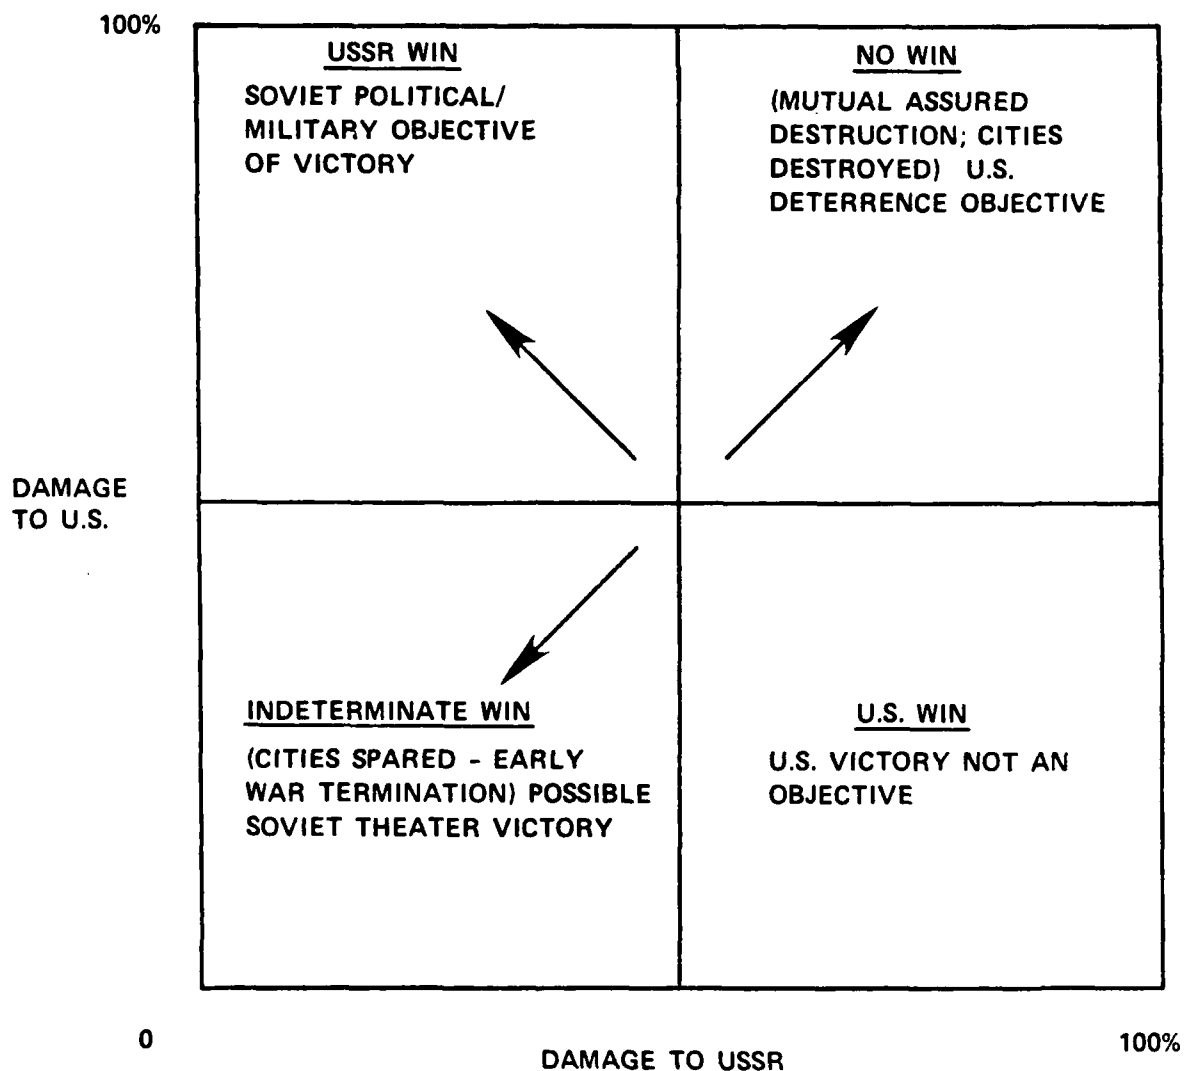 100%
USSR WIN
SOVIET POLITICAL/
MILITARY OBJECTIVE
OF VICTORY
NO WIN
(MUTUAL ASSURED
DESTRUCTION; CITIES
DESTROYED) U.S.
DETERRENCE OBJECTIVE
DAMAGE
TO U.S.
INDETERMINATE WIN
(CITIES SPARED - EARLY
WAR TERMINATION) POSSIBLE
SOVIET THEATER VICTORY
U.S. WIN
U.S. VICTORY NOT AN
OBJECTIVE
0
DAMAGE TO USSR
100%